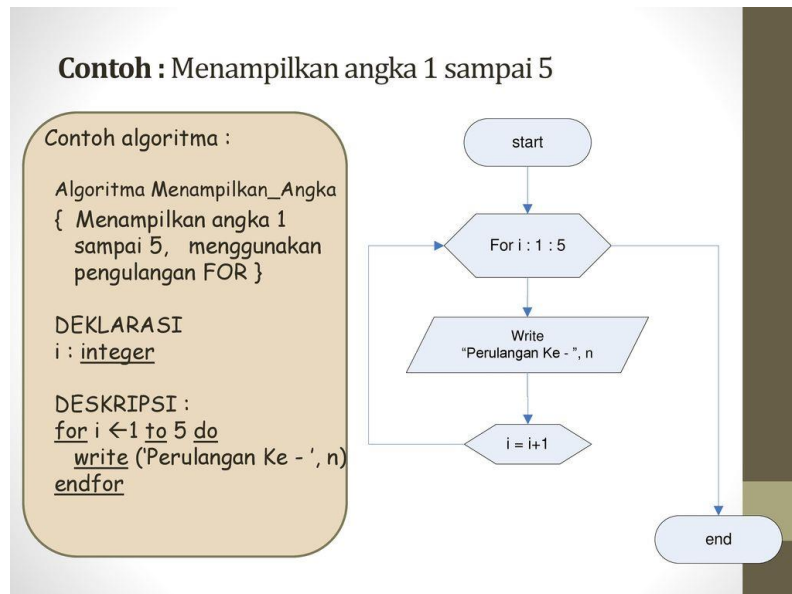 Contoh : Menampilkan angka 1 sampai 5
Contoh algoritma :
Algoritma Menampilkan_Angka
{ Menampilkan angka 1
sampai 5, menggunakan
pengulangan FOR }
DEKLARASI
i : integer
DESKRIPSI :
for i ←1 to 5 do
write (‘Perulangan Ke - ’, n)
endfor
start
For i : 1 : 5
Write
“Perulangan Ke - ”, n
i = i+1
end